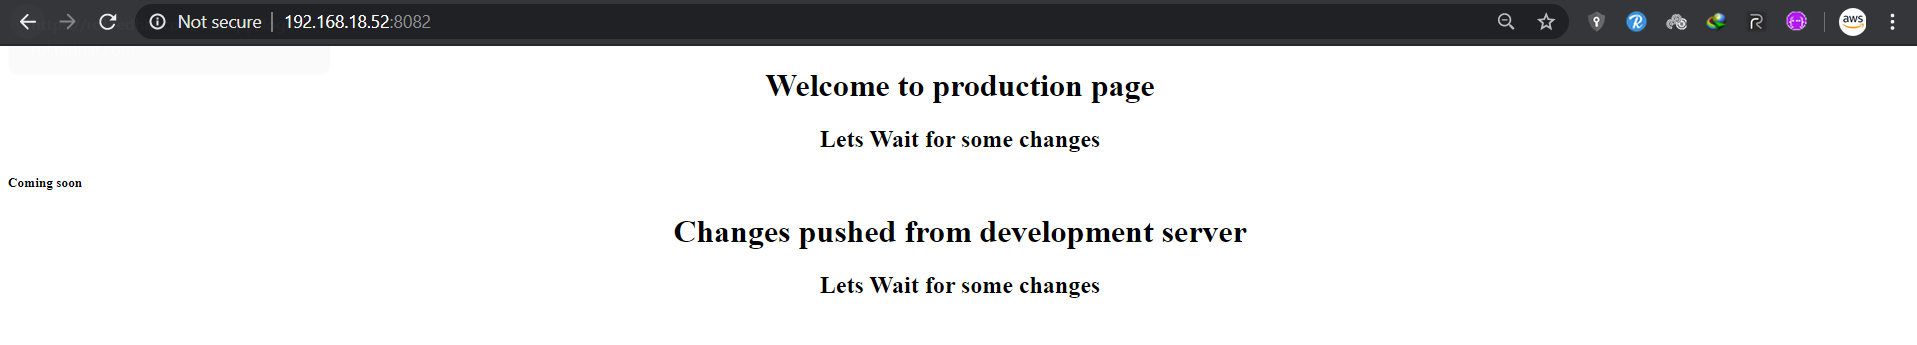 Not secure | 192.168.18.52:8082
aws
Welcome to production page
Lets Wait for some changes
Coming soon
Changes pushed from development server
Lets Wait for some changes